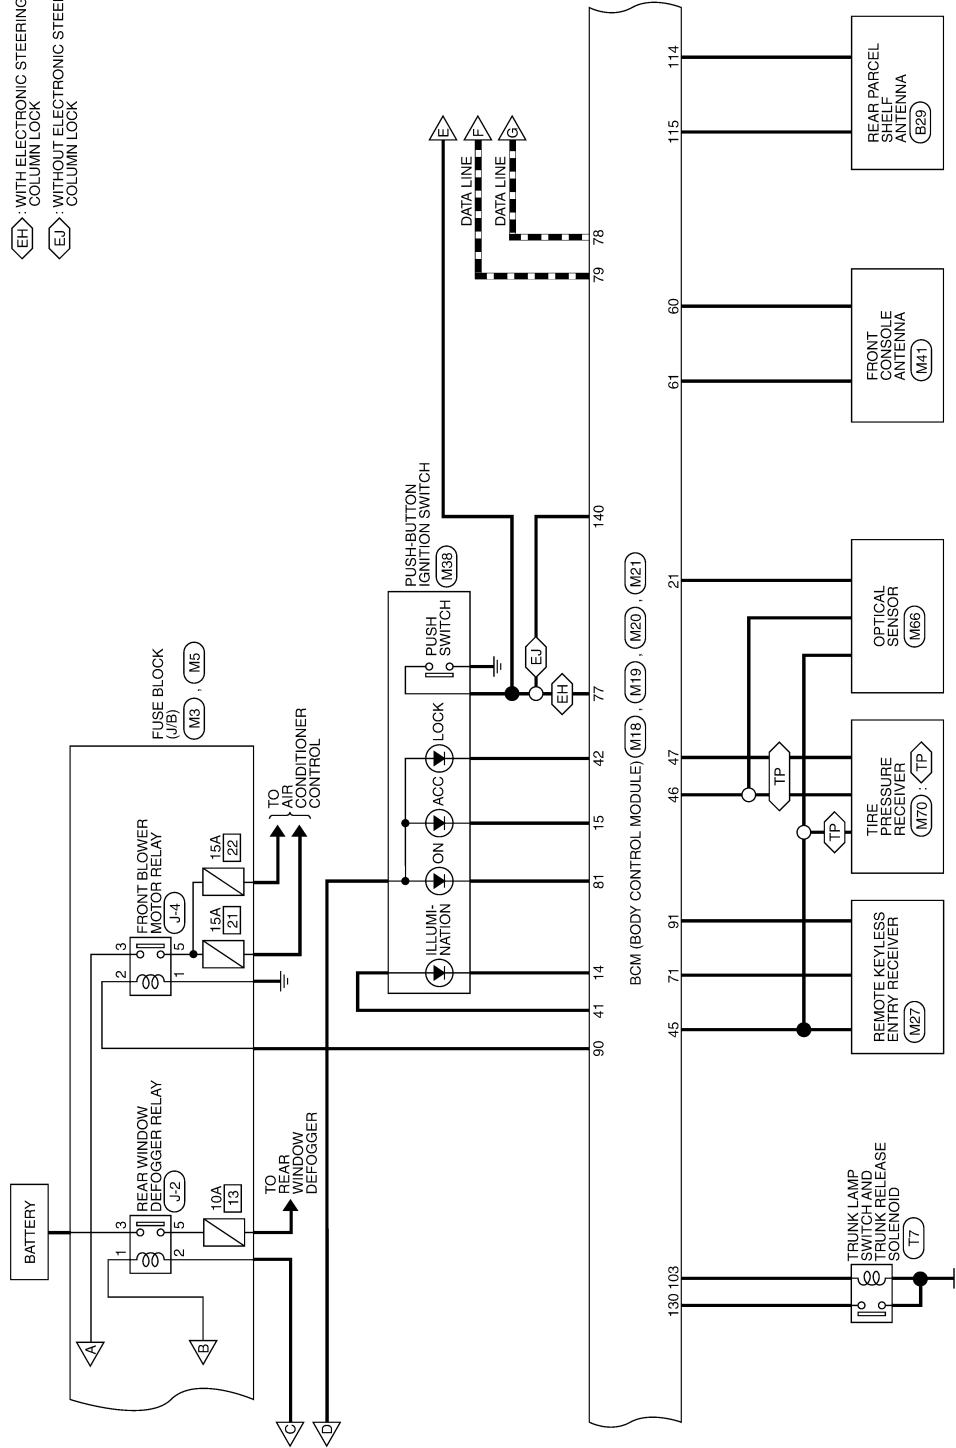 EH : WITH ELECTRONIC STEERING
COLUMN LOCK
EJ : WITHOUT ELECTRONIC
COLUMN LOCK
BATTERY
FUSE BLOCK
(J/B)
M3 , M5
REAR WINDOW
DEFOGGER RELAY
J-2
1
3
2
5
10A
13
TO
REAR
WINDOW
DEFOGGER
FRONT BLOWER
MOTOR RELAY
J-4
2
3
1
5
15A
21
15A
22
TO
AIR
CONDITIONER
CONTROL
A
B
C
D
PUSH-BUTTON
IGNITION SWITCH
M38
ILLUMI-
NATION
ON
ACC
LOCK
PUSH
SWITCH
EJ
EH
E
F
G
DATA LINE
DATA LINE
90
41
14
81
15
42
77
140
79
78
BCM (BODY CONTROL MODULE) M18 , M19 , M20 , M21
130
103
45
71
91
46
47
21
61
60
115
114
TP
TP
TRUNK LAMP
SWITCH AND
TRUNK RELEASE
SOLENOID
T7
REMOTE KEYLESS
ENTRY RECEIVER
M27
TIRE
PRESSURE
RECEIVER
M70 : TP
OPTICAL
SENSOR
M66
FRONT
CONSOLE
ANTENNA
M41
REAR PARCEL
SHELF
ANTENNA
B29